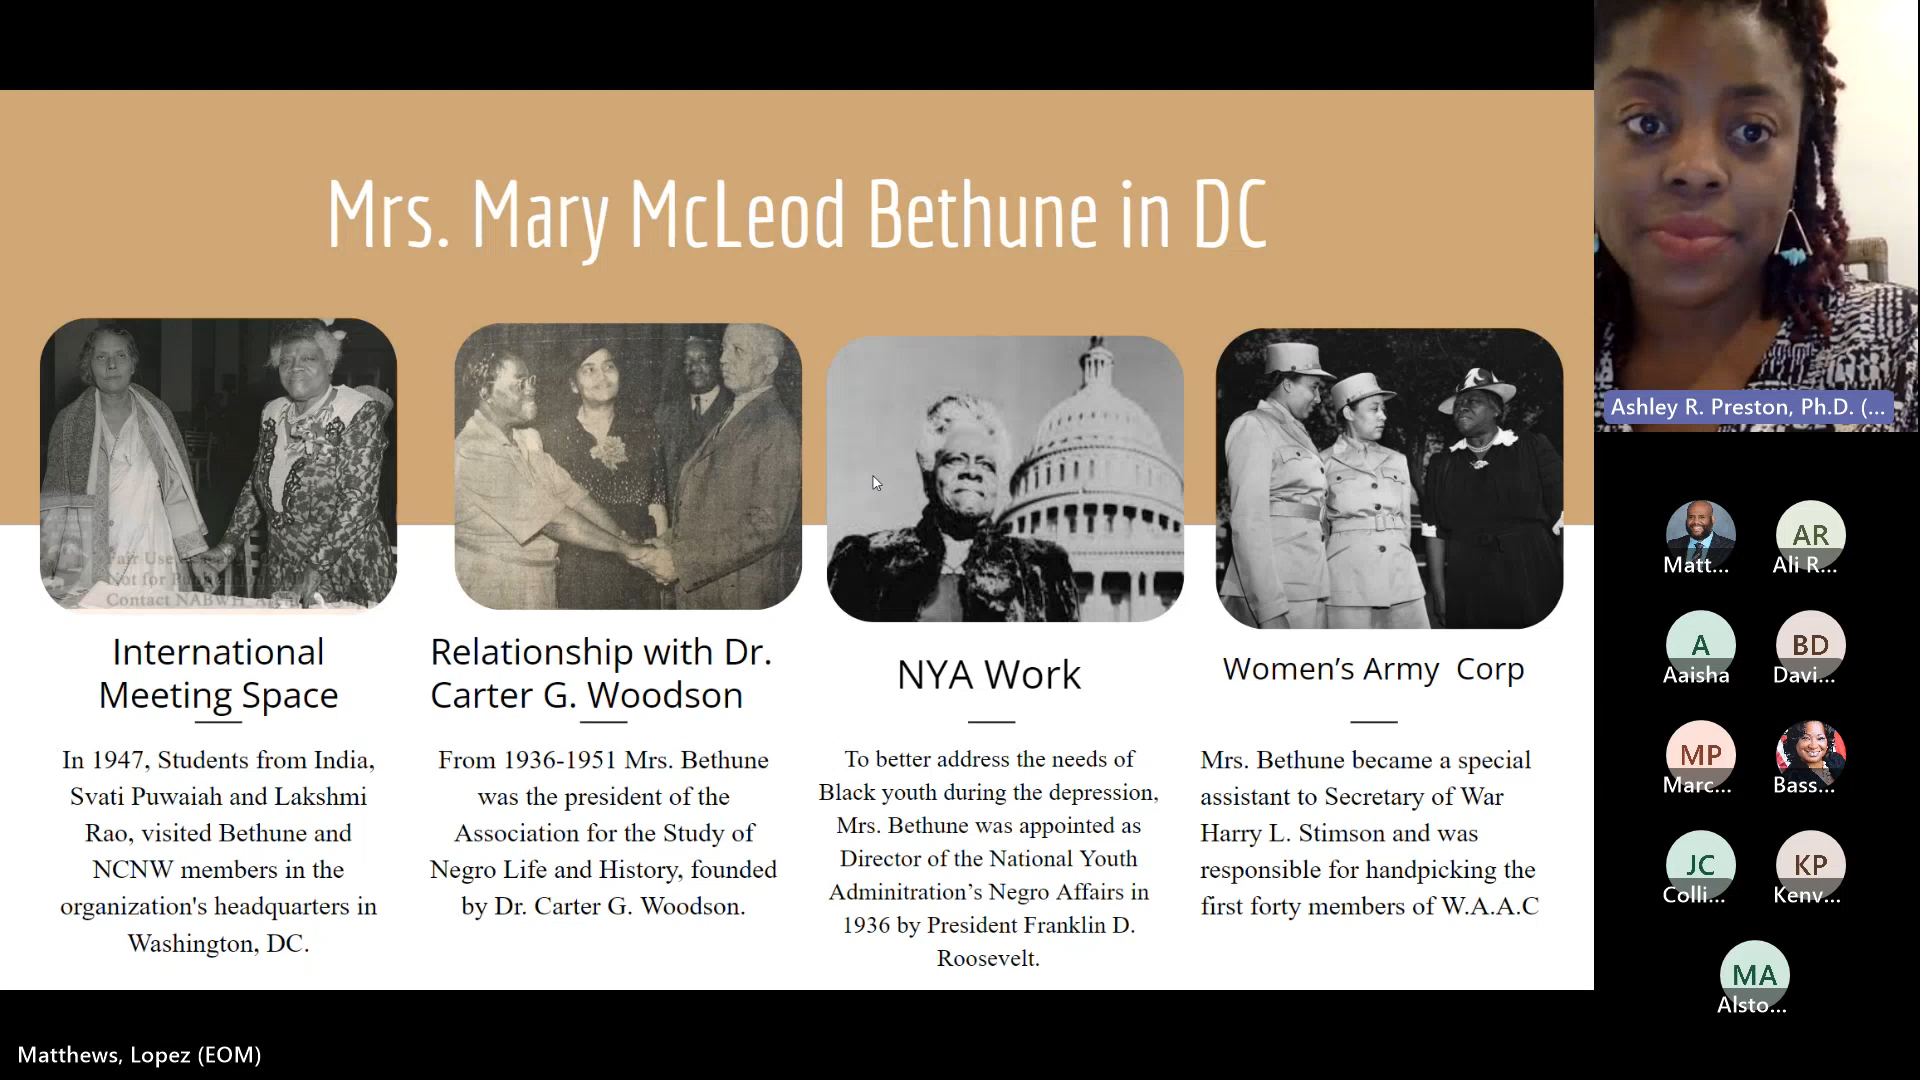 Mrs. Mary McLeod Bethune in DC
Fair Use
Not for
Contact NABWH
International
Meeting Space
In 1947, Students from India,
Svati Puwaiah and Lakshmi
Rao, visited Bethune and
NCNW members in the
organization's headquarters in
Washington, DC.
Relationship with Dr.
Carter G. Woodson
From 1936-1951 Mrs. Bethune
was the president of the
Association for the Study of
Negro Life and History, founded
by Dr. Carter G. Woodson.
NYA Work
To better address the needs of
Black youth during the depression,
Mrs. Bethune was appointed as
Director of the National Youth
Adminitration’s Negro Affairs in
1936 by President Franklin D.
Roosevelt.
Women’s Army  Corp
Mrs. Bethune became a special
assistant to Secretary of War
Harry L. Stimson and was
responsible for handpicking the
first forty members of W.A.A.C
Ashley R. Preston, Ph.D. (...
Matt...
AR
Ali R...
A
Aaisha
BD
Davi...
MP
Marc...
Bass...
JC
Colli...
KP
Kenv...
MA
Alsto...
Matthews, Lopez (EOM)